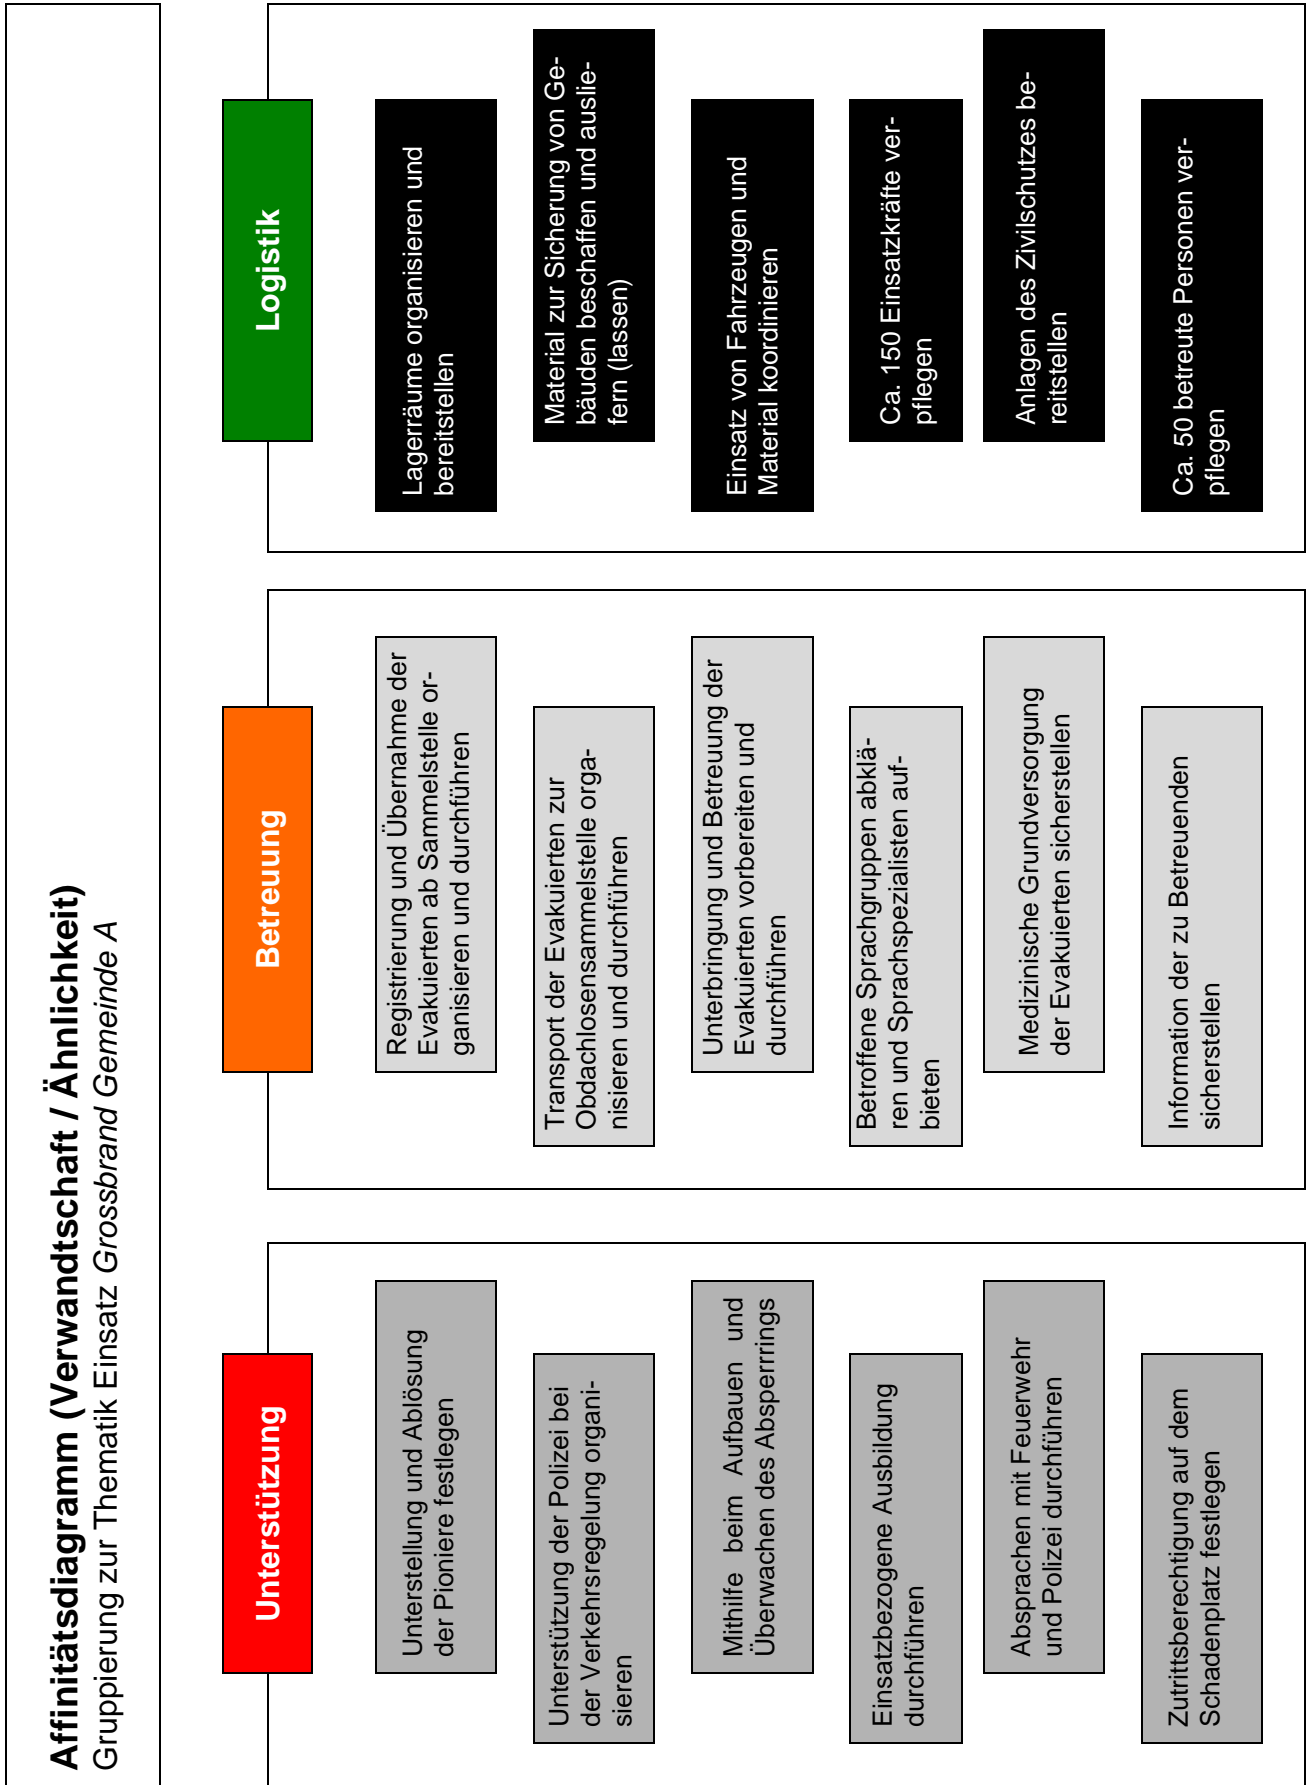 Affinitätsdiagramm (Verwandtschaft / Ähnlichkeit)
Gruppierung zur Thematik Einsatz Grossbrand Gemeinde A
Unterstützung
Unterstellung und Ablösung
der Pioniere festlegen
Unterstützung der Polizei bei
der Verkehrsregelung organi-
sieren
Mithilfe beim Aufbauen und
Überwachen des Absperrrings
Einsatzbezogene Ausbildung
durchführen
Absprachen mit Feuerwehr
und Polizei durchführen
Zutrittsberechtigung auf dem
Schadenplatz festlegen
Betreuung
Registrierung und Übernahme der
Evakuierten ab Sammelstelle or-
ganisieren und durchführen
Transport der Evakuierten zur
Obdachlosensammelstelle orga-
nisieren und durchführen
Unterbringung und Betreuung der
Evakuierten vorbereiten und
durchführen
Betroffene Sprachgruppen abklä-
ren und Sprachspezialisten auf-
bieten
Medizinische Grundversorgung
der Evakuierten sicherstellen
Information der zu Betreuenden
sicherstellen
Logistik
Lagerräume organisieren und
bereitstellen
Material zur Sicherung von Ge-
bäuden beschaffen und auslie-
fern (lassen)
Einsatz von Fahrzeugen und
Material koordinieren
Ca. 150 Einsatzkräfte ver-
pflegen
Anlagen des Zivilschutzes be-
reitstellen
Ca. 50 betreute Personen ver-
pflegen